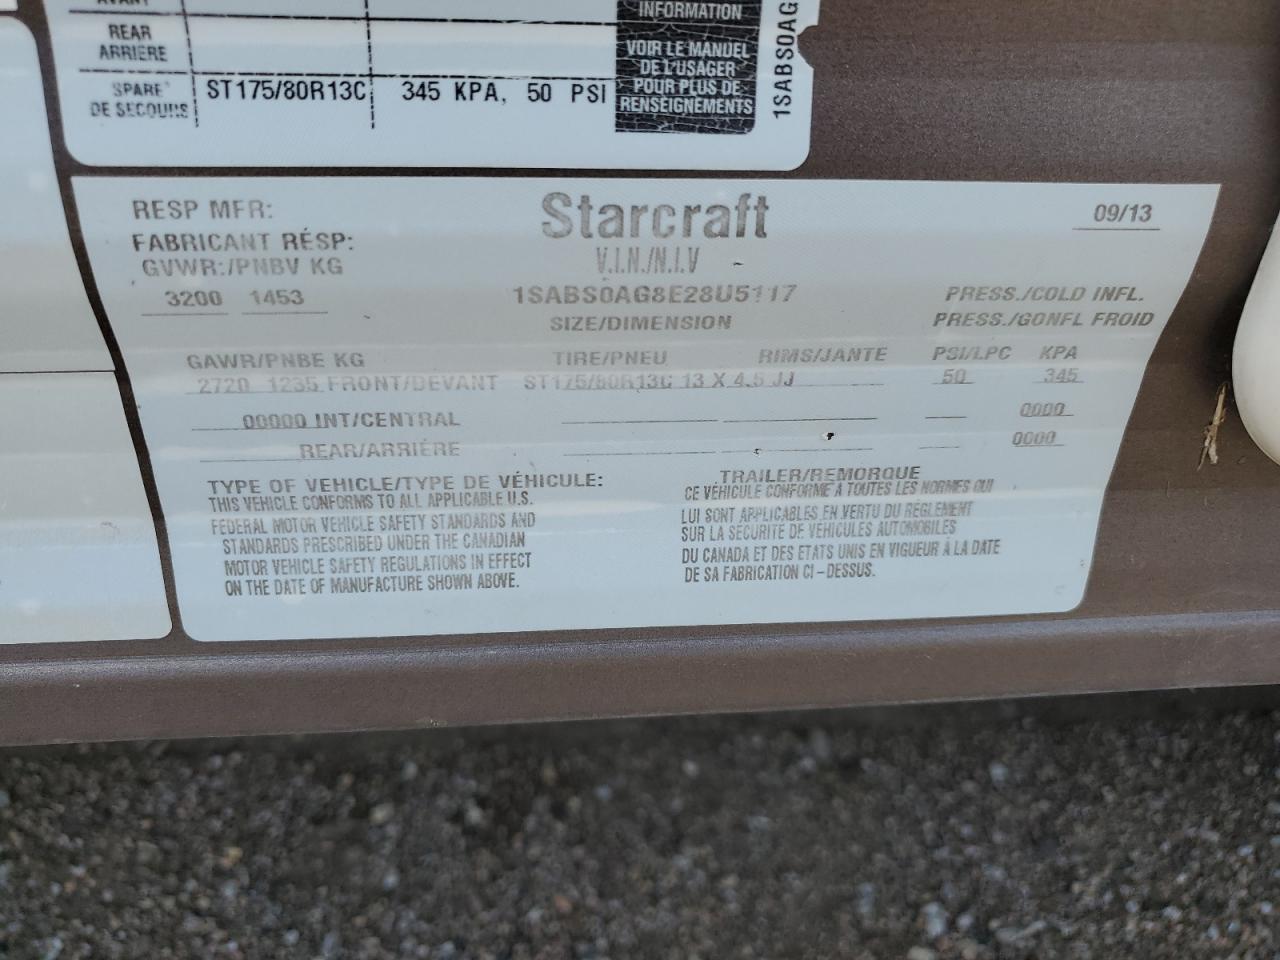 INFORMATION
REAR
ARRIÈRE
VOIR LE MANUEL
DE L'USAGER
POUR PLUS DE
RENSEIGNEMENTS
SPARE
DE SECOURS
ST175/80R13C 345 KPA, 50 PSI
1SABS0AG
RESP MFR: Starcraft 09/13
FABRICANT RÉSP:
GVWR:/PNBV KG V.I.N./N.I.V
3200 1453 1SABS0AG8E28U5117 PRESS./COLD INFL.
SIZE/DIMENSION PRESS./GONFL FROID
GAWR/PNBE KG TIRE/PNEU RIMS/JANTE PSI/LPC KPA
2720 1235 FRONT/DEVANT ST175/80R13C 13 X 4.5 JJ 50 345
00000 INT/CENTRAL 0000
REAR/ARRIÉRE 0000
TYPE OF VEHICLE/TYPE DE VÉHICULE: TRAILER/REMORQUE
THIS VEHICLE CONFORMS TO ALL APPLICABLE U.S.
FEDERAL MOTOR VEHICLE SAFETY STANDARDS AND
STANDARDS PRESCRIBED UNDER THE CANADIAN
MOTOR VEHICLE SAFETY REGULATIONS IN EFFECT
ON THE DATE OF MANUFACTURE SHOWN ABOVE.
CE VÉHICULE CONFORME A TOUTES LES NORMES QUI
LUI SONT APPLICABLES EN VERTU DU REGLEMENT
SUR LA SECURITE DE VEHICULES AUTOMOBILES
DU CANADA ET DES ETATS UNIS EN VIGUEUR À LA DATE
DE SA FABRICATION CI-DESSUS.